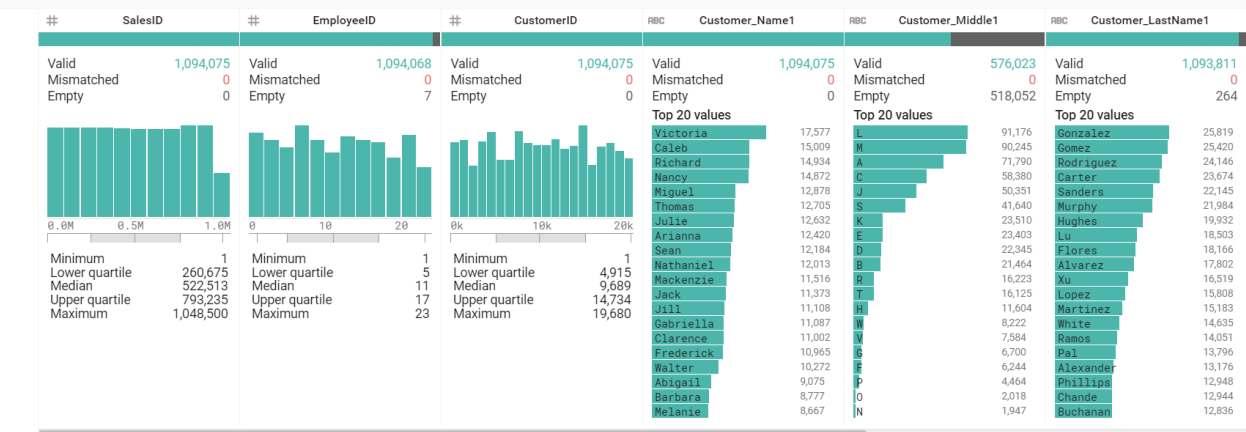 # SalesID
# EmployeeID
# CustomerID
ABC Customer_Name1
ABC Customer_Middle1
ABC Customer_LastName1
Valid 1,094,075
Mismatched 0
Empty 0
0.0M 0.5M 1.0M
Minimum 1
Lower quartile 260,675
Median 522,513
Upper quartile 793,235
Maximum 1,048,500
Valid 1,094,068
Mismatched 0
Empty 7
0 10 20
Minimum 1
Lower quartile 5
Median 11
Upper quartile 17
Maximum 23
Valid 1,094,075
Mismatched 0
Empty 0
0k 10k 20k
Minimum 1
Lower quartile 4,915
Median 9,689
Upper quartile 14,734
Maximum 19,680
Valid 1,094,075
Mismatched 0
Empty 0
Top 20 values
Victoria 17,577
Caleb 15,009
Richard 14,934
Nancy 14,872
Miguel 12,878
Thomas 12,705
Julie 12,632
Arianna 12,420
Sean 12,184
Nathaniel 12,013
Mackenzie 11,516
Jack 11,373
Jill 11,108
Gabriella 11,087
Clarence 11,002
Frederick 10,965
Walter 10,272
Abigail 9,075
Barbara 8,777
Melanie 8,667
Valid 576,023
Mismatched 0
Empty 518,052
Top 20 values
L 91,176
M 90,245
A 71,790
C 58,380
J 50,351
S 41,640
K 23,510
E 23,403
D 22,345
B 21,464
R 16,223
T 16,125
H 11,604
W 8,222
V 7,584
G 6,700
F 6,244
P 4,464
O 2,018
N 1,947
Valid 1,093,811
Mismatched 0
Empty 264
Top 20 values
Gonzalez 25,819
Gomez 25,420
Rodriguez 24,146
Carter 23,674
Sanders 22,145
Murphy 21,984
Hughes 19,932
Lu 18,503
Flores 18,166
Alvarez 17,802
Xu 16,519
Lopez 15,808
Martinez 15,183
White 14,635
Ramos 14,051
Pal 13,796
Alexander 13,176
Phillips 12,948
Chande 12,944
Buchanan 12,836